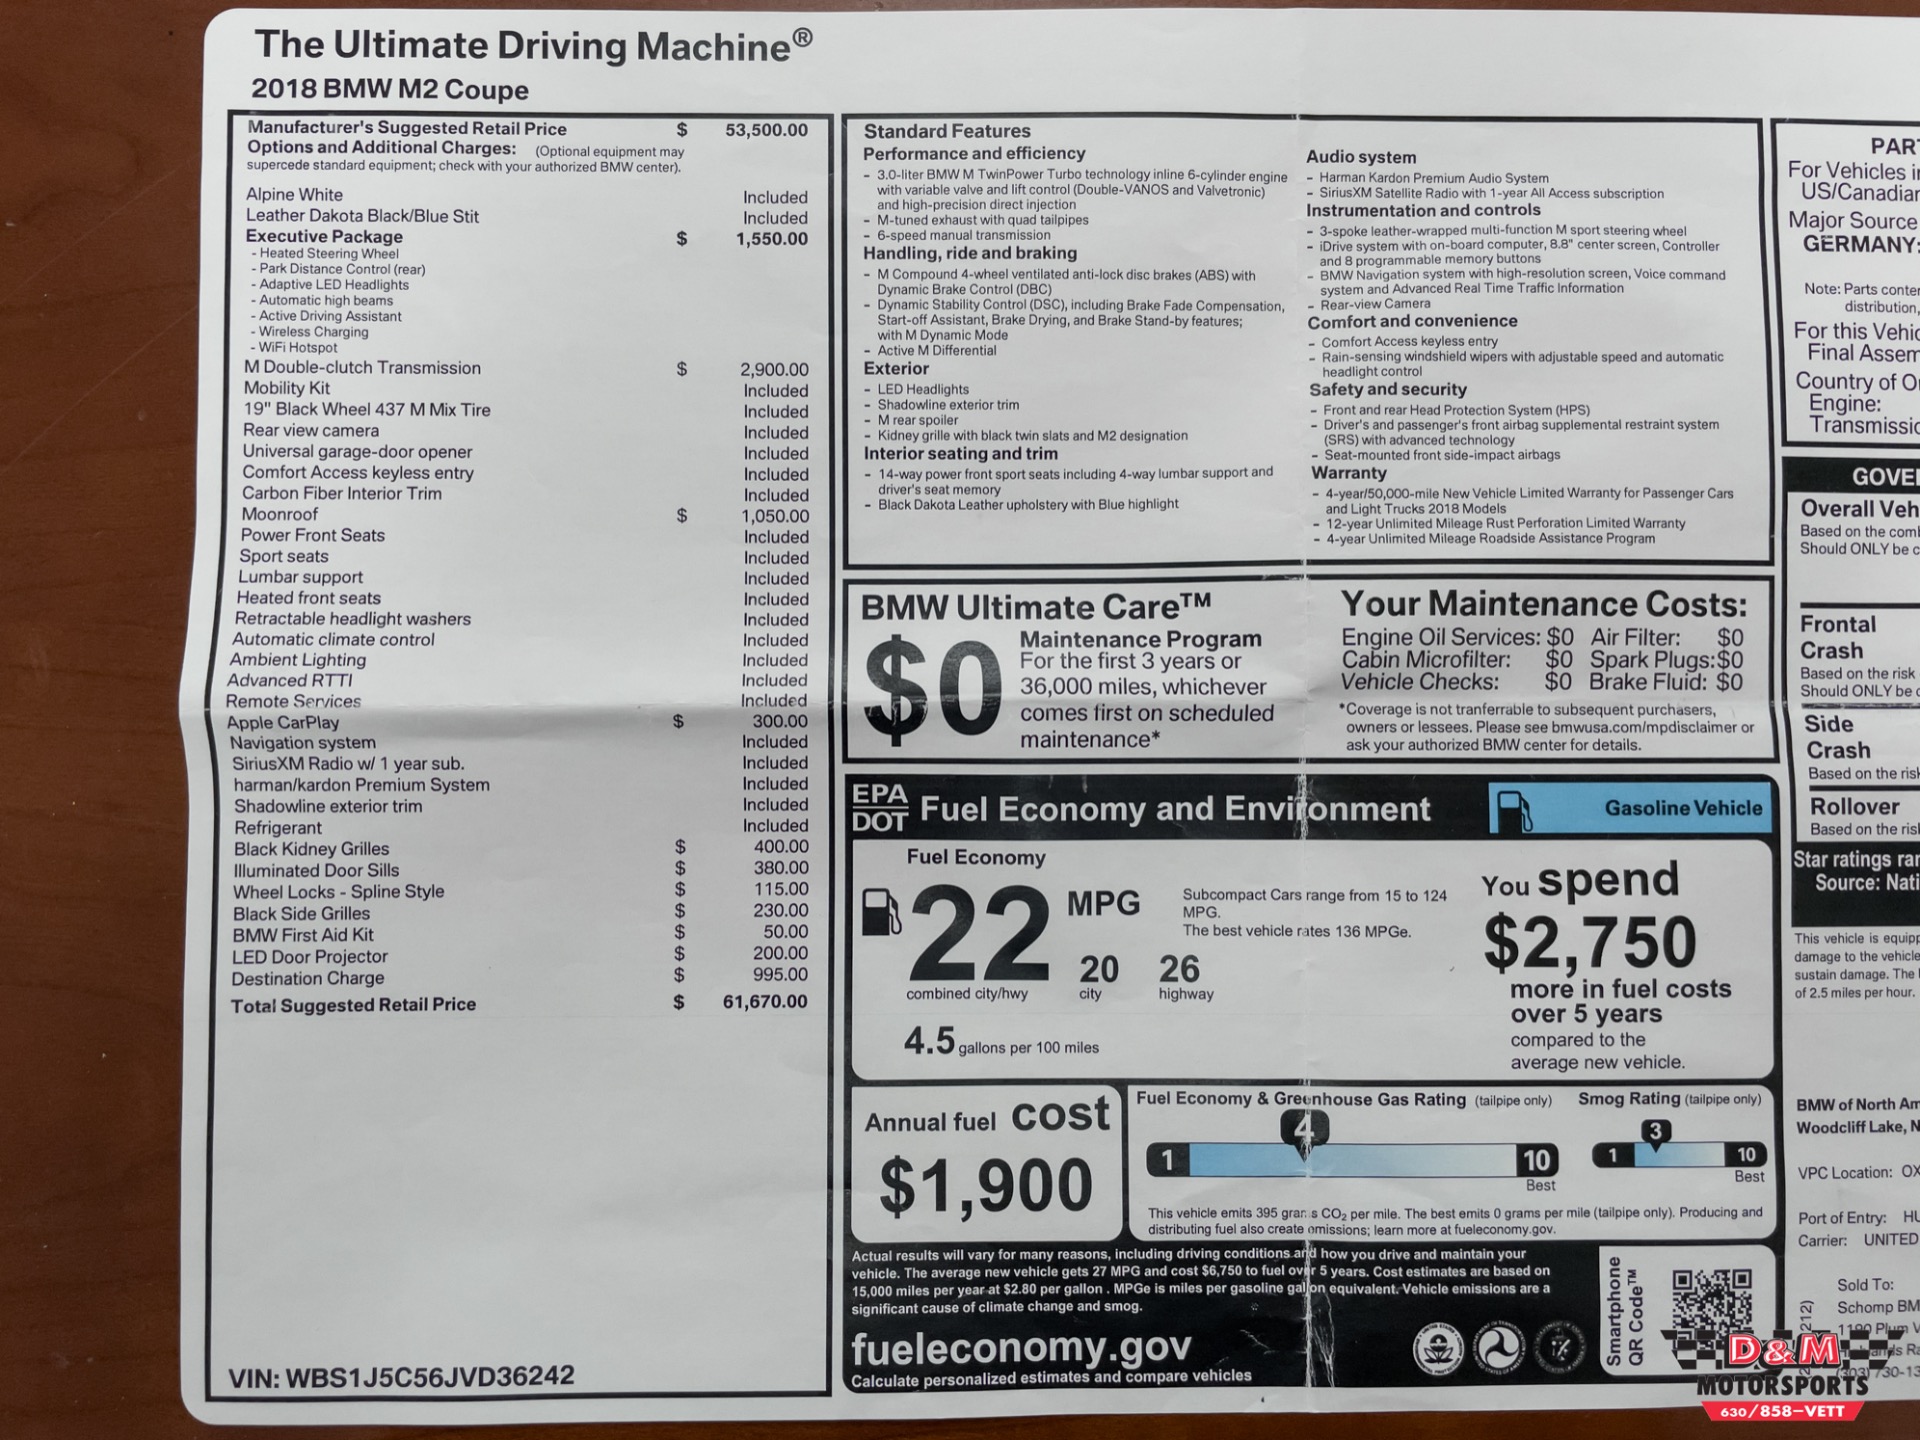 The Ultimate Driving Machine®
2018 BMW M2 Coupe
Manufacturer's Suggested Retail Price $ 53,500.00
Options and Additional Charges: (Optional equipment may
supercede standard equipment; check with your authorized BMW center).
Alpine White Included
Leather Dakota Black/Blue Stit Included
Executive Package $ 1,550.00
- Heated Steering Wheel
- Park Distance Control (rear)
- Adaptive LED Headlights
- Automatic high beams
- Active Driving Assistant
- Wireless Charging
- WiFi Hotspot
M Double-clutch Transmission $ 2,900.00
Mobility Kit Included
19" Black Wheel 437 M Mix Tire Included
Rear view camera Included
Universal garage-door opener Included
Comfort Access keyless entry Included
Carbon Fiber Interior Trim Included
Moonroof $ 1,050.00
Power Front Seats Included
Sport seats Included
Lumbar support Included
Heated front seats Included
Retractable headlight washers Included
Automatic climate control Included
Ambient Lighting Included
Advanced RTTI Included
Remote Services Included
Apple CarPlay $ 300.00
Navigation system Included
SiriusXM Radio w/ 1 year sub. Included
harman/kardon Premium System Included
Shadowline exterior trim Included
Refrigerant Included
Black Kidney Grilles $ 400.00
Illuminated Door Sills $ 380.00
Wheel Locks - Spline Style $ 115.00
Black Side Grilles $ 230.00
BMW First Aid Kit $ 50.00
LED Door Projector $ 200.00
Destination Charge $ 995.00
Total Suggested Retail Price $ 61,670.00
VIN: WBS1J5C56JVD36242
Standard Features
Performance and efficiency
- 3.0-liter BMW M TwinPower Turbo technology inline 6-cylinder engine
with variable valve and lift control (Double-VANOS and Valvetronic)
and high-precision direct injection
- M-tuned exhaust with quad tailpipes
- 6-speed manual transmission
Handling, ride and braking
- M Compound 4-wheel ventilated anti-lock disc brakes (ABS) with
Dynamic Brake Control (DBC)
- Dynamic Stability Control (DSC), including Brake Fade Compensation,
Start-off Assistant, Brake Drying, and Brake Stand-by features;
with M Dynamic Mode
- Active M Differential
Exterior
- LED Headlights
- Shadowline exterior trim
- M rear spoiler
- Kidney grille with black twin slats and M2 designation
Interior seating and trim
- 14-way power front sport seats including 4-way lumbar support and
driver's seat memory
- Black Dakota Leather upholstery with Blue highlight
Audio system
- Harman Kardon Premium Audio System
- SiriusXM Satellite Radio with 1-year All Access subscription
Instrumentation and controls
- 3-spoke leather-wrapped multi-function M sport steering wheel
- iDrive system with on-board computer, 8.8" center screen, Controller
and 8 programmable memory buttons
- BMW Navigation system with high-resolution screen, Voice command
system and Advanced Real Time Traffic Information
- Rear-view Camera
Comfort and convenience
- Comfort Access keyless entry
- Rain-sensing windshield wipers with adjustable speed and automatic
headlight control
Safety and security
- Front and rear Head Protection System (HPS)
- Driver's and passenger's front airbag supplemental restraint system
(SRS) with advanced technology
- Seat-mounted front side-impact airbags
Warranty
- 4-year/50,000-mile New Vehicle Limited Warranty for Passenger Cars
and Light Trucks 2018 Models
- 12-year Unlimited Mileage Rust Perforation Limited Warranty
- 4-year Unlimited Mileage Roadside Assistance Program
BMW Ultimate Care™
$0
Maintenance Program
For the first 3 years or
36,000 miles, whichever
comes first on scheduled
maintenance*
Your Maintenance Costs:
Engine Oil Services: $0 Air Filter: $0
Cabin Microfilter: $0 Spark Plugs: $0
Vehicle Checks: $0 Brake Fluid: $0
*Coverage is not tranferrable to subsequent purchasers,
owners or lessees. Please see bmwusa.com/mpdisclaimer or
ask your authorized BMW center for details.
EPA
DOT
Fuel Economy and Environment
Gasoline Vehicle
Fuel Economy
22 MPG
combined city/hwy
20 city
26 highway
4.5 gallons per 100 miles
Subcompact Cars range from 15 to 124
MPG.
The best vehicle rates 136 MPGe.
You spend
$2,750
more in fuel costs
over 5 years
compared to the
average new vehicle.
Annual fuel cost
$1,900
Fuel Economy & Greenhouse Gas Rating (tailpipe only)
4
1 10
Best
Smog Rating (tailpipe only)
3
1 10
Best
This vehicle emits 395 grams CO2 per mile. The best emits 0 grams per mile (tailpipe only). Producing and
distributing fuel also create emissions; learn more at fueleconomy.gov.
Actual results will vary for many reasons, including driving conditions and how you drive and maintain your
vehicle. The average new vehicle gets 27 MPG and cost $6,750 to fuel over 5 years. Cost estimates are based on
15,000 miles per year at $2.80 per gallon . MPGe is miles per gasoline gallon equivalent. Vehicle emissions are a
significant cause of climate change and smog.
fueleconomy.gov
Calculate personalized estimates and compare vehicles
Smartphone
QR Code™
PART
For Vehicles in
US/Canadian
Major Source
GERMANY:
Note: Parts conten
distribution,
For this Vehic
Final Assem
Country of Or
Engine:
Transmissio
GOVER
Overall Veh
Based on the comb
Should ONLY be c
Frontal
Crash
Based on the risk
Should ONLY be c
Side
Crash
Based on the risk
Rollover
Based on the risk
Star ratings ran
Source: Nati
This vehicle is equipp
damage to the vehicle
sustain damage. The
of 2.5 miles per hour.
BMW of North Am
Woodcliff Lake, N
VPC Location: OX
Port of Entry: HU
Carrier: UNITED
Sold To:
Schomp BM
1190 Plum V
(303) 730-13
212)
D&M
MOTORSPORTS
630/858-VETT